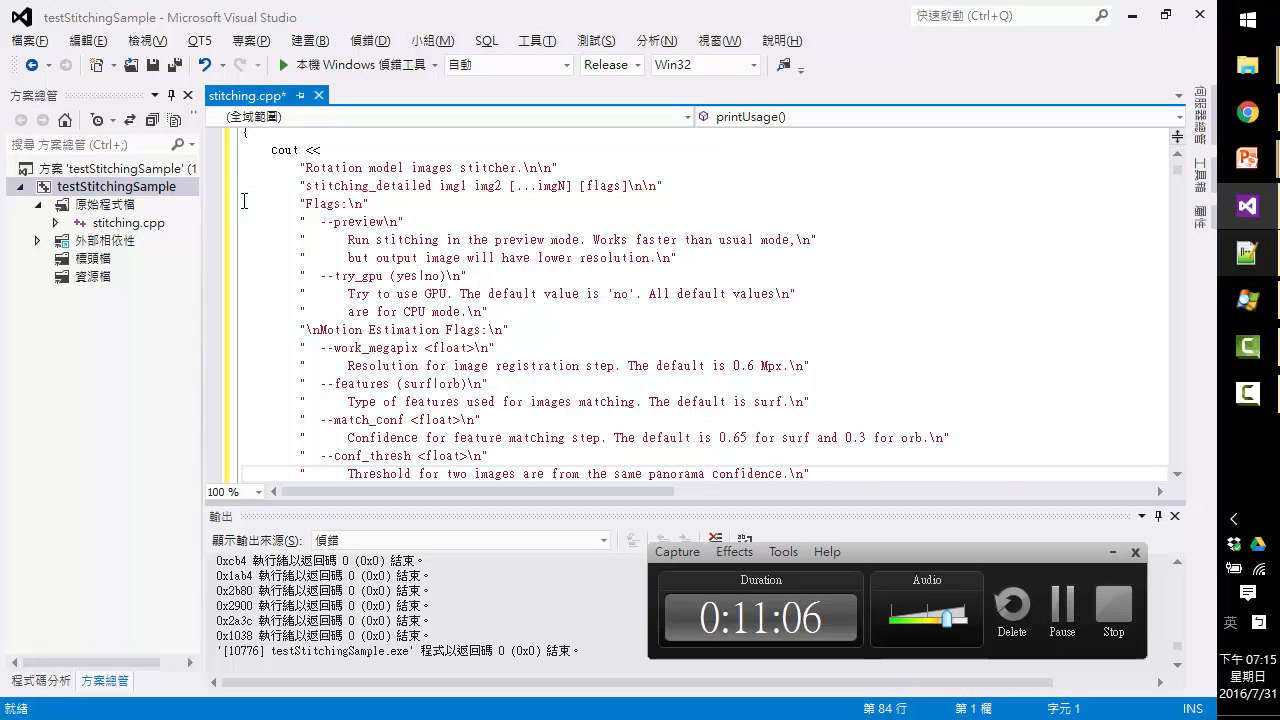 testStitchingSample - Microsoft Visual Studio
快速啟動 (Ctrl+Q)
檔案(F) 編輯(E) 檢視(V) QT5 專案(P) 建置(B) 偵錯(D) 小組(M) SQL 工具(T) 測試(S) 分析(N) 視窗(W) 說明(H)
本機 Windows 偵錯工具 自動 Release Win32
方案總管
搜尋 方案總管 (Ctrl+;)
方案 'testStitchingSample' (1
testStitchingSample
原始程式檔
stitching.cpp
外部相依性
標頭檔
資源檔
程式碼分析 方案總管
stitching.cpp*
(全域範圍) printUsage()
{
cout <<
"Rotation model images stitcher.\n"
"stitching_detailed img1 img2 [...imgN] [flags]\n\n"
"Flags:\n"
" --preview\n"
" Run stitching in the preview mode. Works faster than usual mode,\n"
" but output image will have lower resolution.\n"
" --try_gpu (yes|no)\n"
" Try to use GPU. The default value is 'no'. All default values\n"
" are for CPU mode.\n"
"\nMotion Estimation Flags:\n"
" --work_megapix <float>\n"
" Resolution for image registration step. The default is 0.6 Mpx.\n"
" --features (surf|orb)\n"
" Type of features used for images matching. The default is surf.\n"
" --match_conf <float>\n"
" Confidence for feature matching step. The default is 0.65 for surf and 0.3 for orb.\n"
" --conf_thresh <float>\n"
" Threshold for two images are from the same panorama confidence.\n"
100 %
輸出
顯示輸出來源(S): 偵錯
0xcb4 執行緒以返回碼 0 (0x0) 結束。
0x1ab4 執行緒以返回碼 0 (0x0) 結束。
0x2b80 執行緒以返回碼 0 (0x0) 結束。
0x2900 執行緒以返回碼 0 (0x0) 結束。
0x2a3c 執行緒以返回碼 0 (0x0) 結束。
0x1038 執行緒以返回碼 0 (0x0) 結束。
'[10776] testStitchingSample.exe' 程式以返回碼 0 (0x0) 結束。
Capture Effects Tools Help
Duration
0:11:06
Audio
Delete Pause Stop
伺服器總管
工具箱
屬性
就緒 第 84 行 第 1 欄 字元 1 INS
英
下午 07:15
星期日
2016/7/31